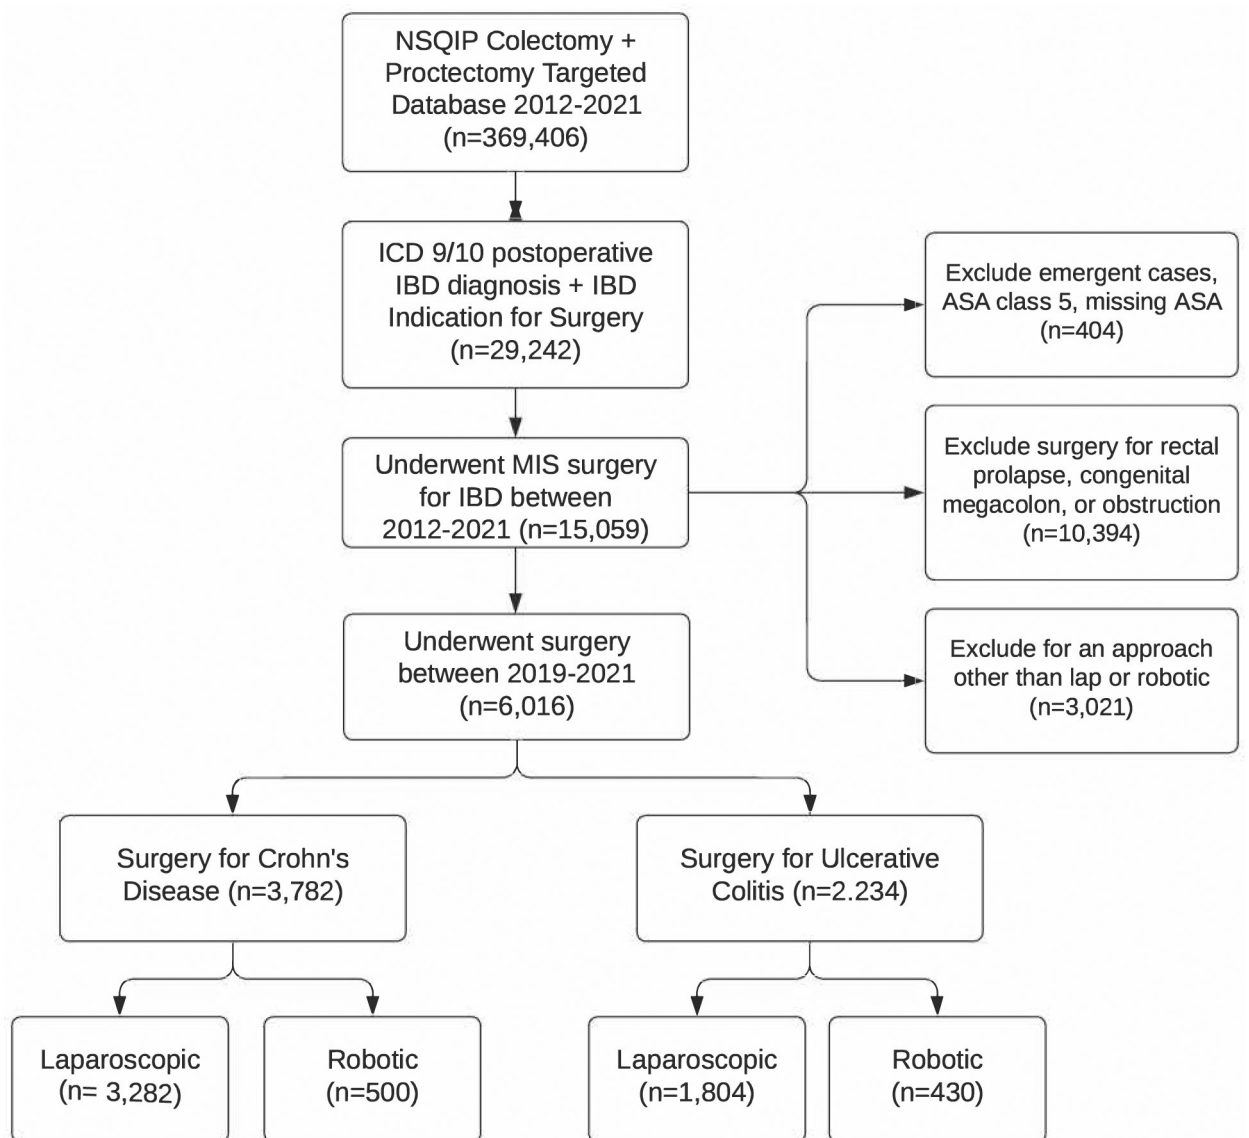 NSQIP Colectomy +
Proctectomy Targeted
Database 2012-2021
(n=369,406)
ICD 9/10 postoperative
IBD diagnosis + IBD
Indication for Surgery
(n=29,242)
Exclude emergent cases,
ASA class 5, missing ASA
(n=404)
Underwent MIS surgery
for IBD between
2012-2021 (n=15,059)
Exclude surgery for rectal
prolapse, congenital
megacolon, or obstruction
(n=10,394)
Underwent surgery
between 2019-2021
(n=6,016)
Exclude for an approach
other than lap or robotic
(n=3,021)
Surgery for Crohn's
Disease (n=3,782)
Surgery for Ulcerative
Colitis (n=2.234)
Laparoscopic
(n= 3,282)
Robotic
(n=500)
Laparoscopic
(n=1,804)
Robotic
(n=430)